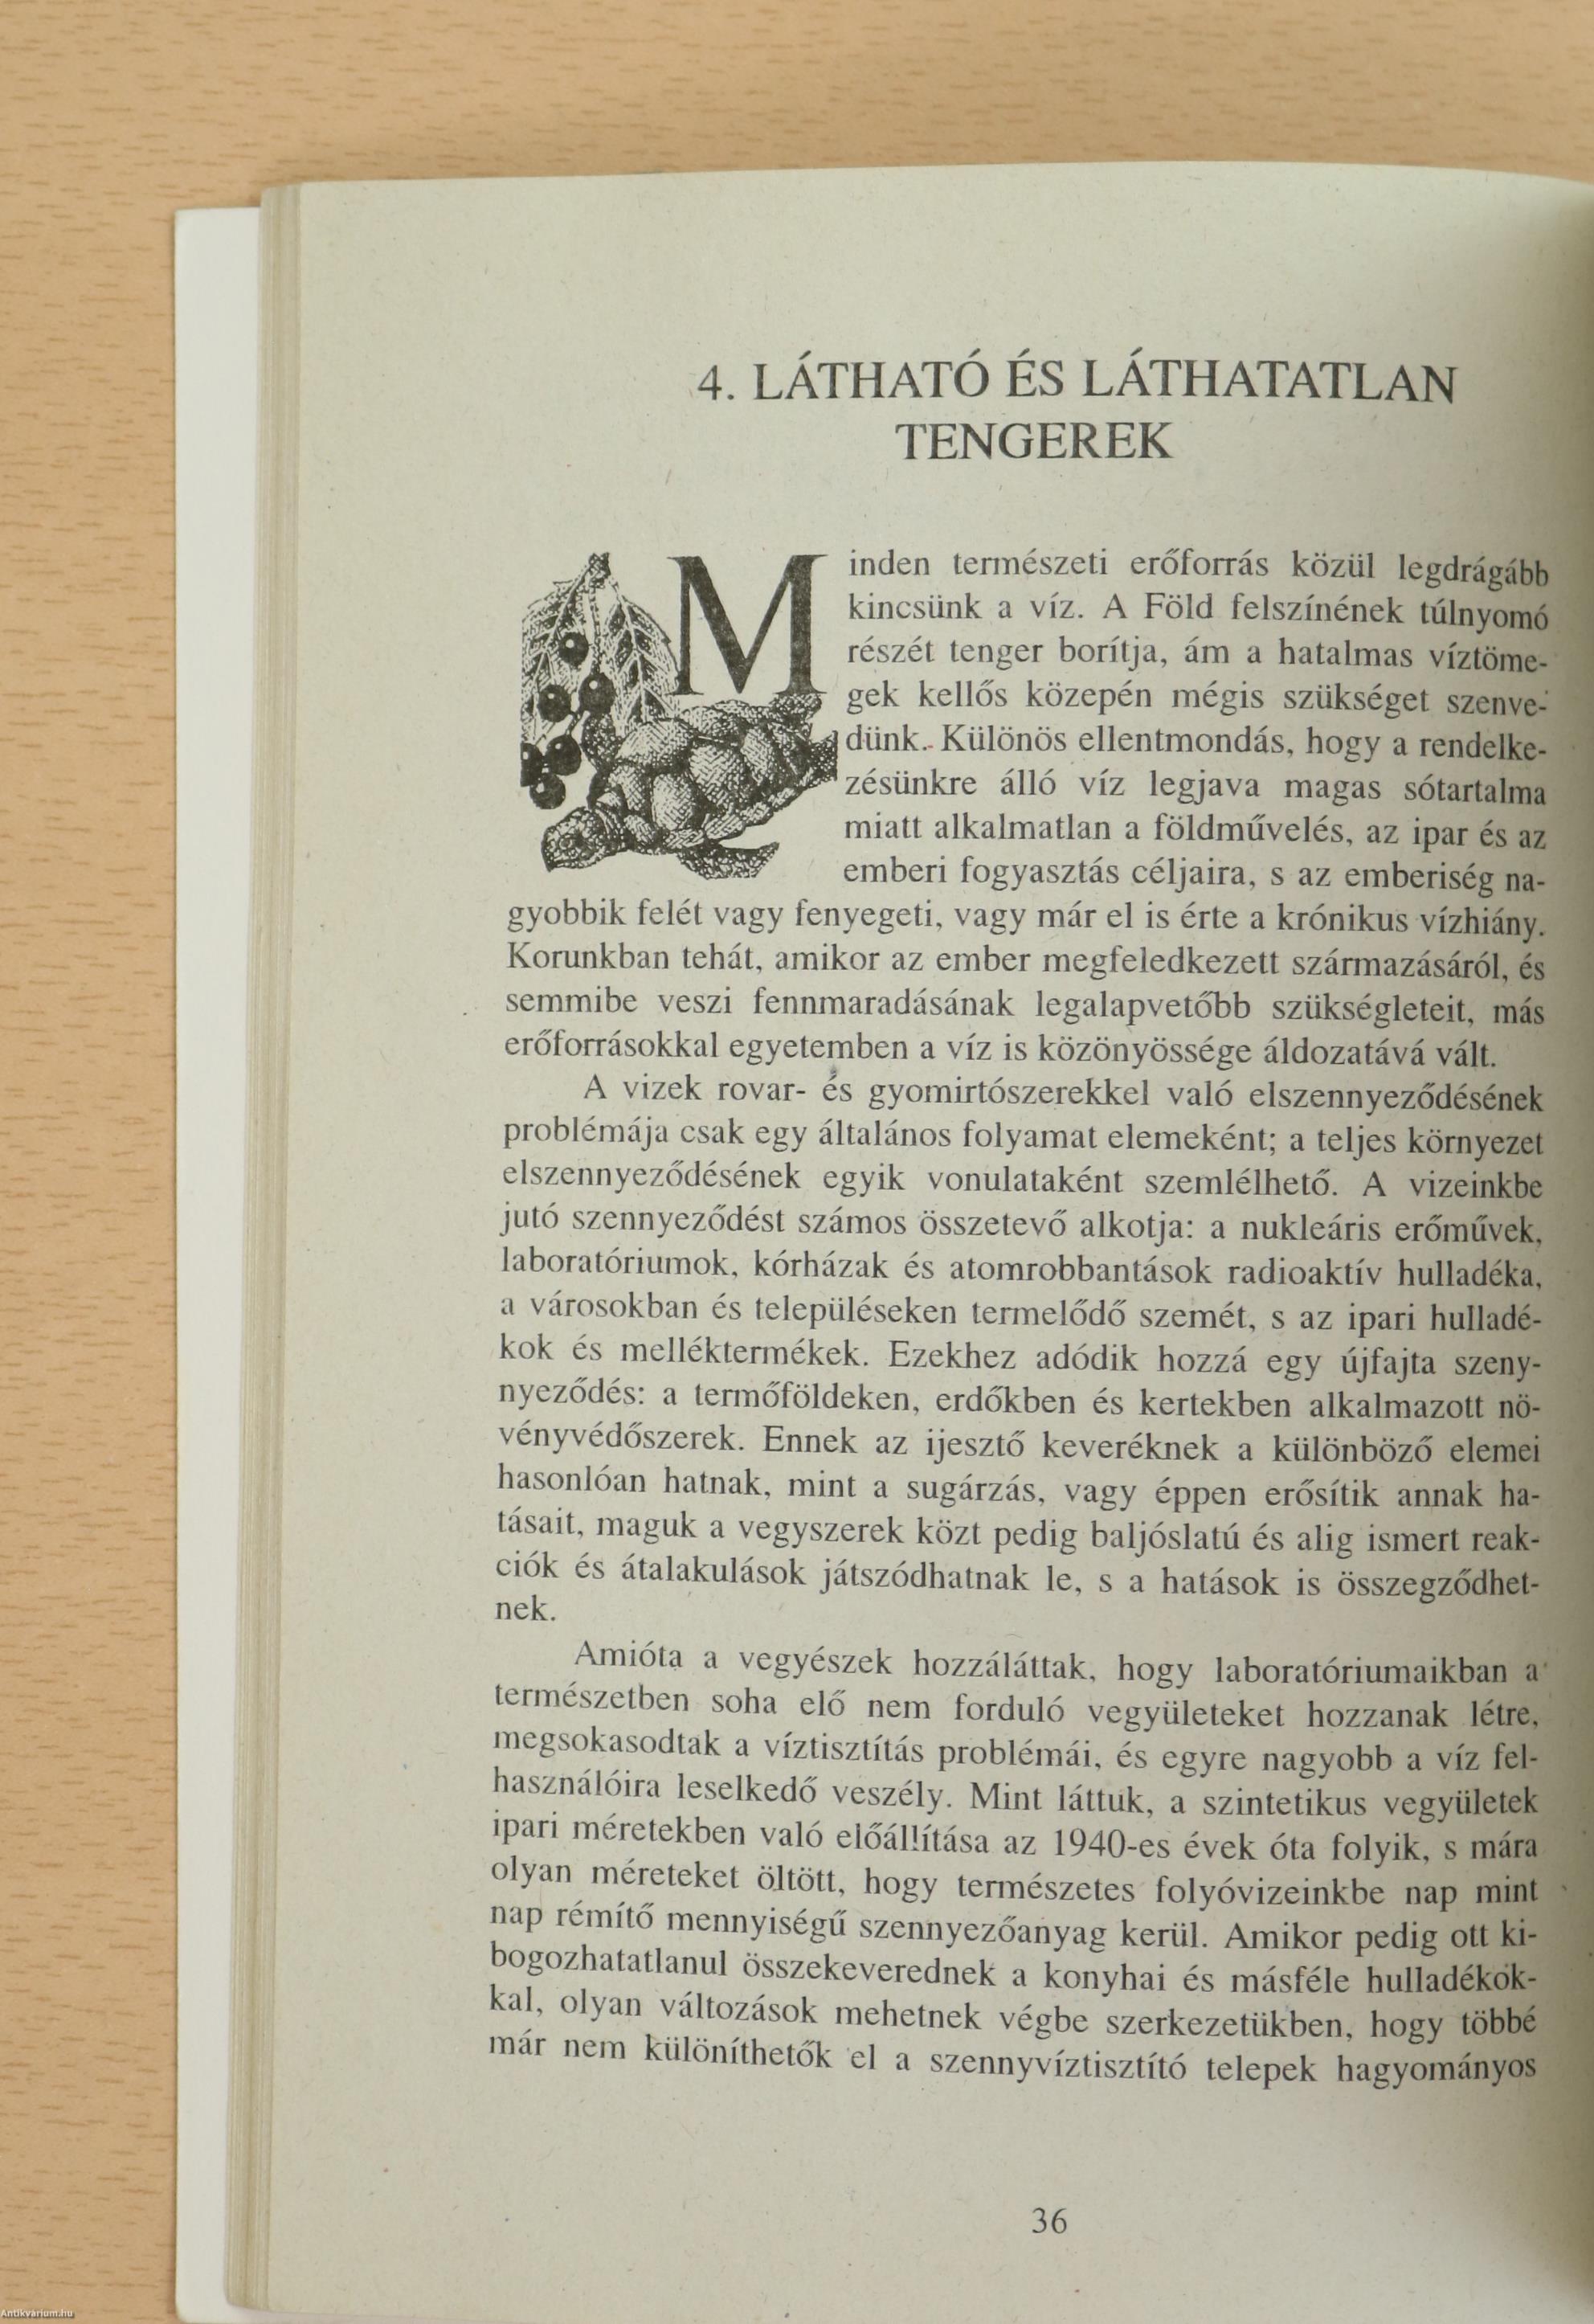 4. LÁTHATÓ ÉS LÁTHATATLAN
TENGEREK
Minden természeti erőforrás közül legdrágább
kincsünk a víz. A Föld felszínének túlnyomó
részét tenger borítja, ám a hatalmas víztöme-
gek kellős közepén mégis szükséget szenve-
dünk. Különös ellentmondás, hogy a rendelke-
zésünkre álló víz legjava magas sótartalma
miatt alkalmatlan a földművelés, az ipar és az
emberi fogyasztás céljaira, s az emberiség na-
gyobbik felét vagy fenyegeti, vagy már el is érte a krónikus vízhiány.
Korunkban tehát, amikor az ember megfeledkezett származásáról, és
semmibe veszi fennmaradásának legalapvetőbb szükségleteit, más
erőforrásokkal egyetemben a víz is közönyössége áldozatává vált.
A vizek rovar- és gyomirtószerekkel való elszennyeződésének
problémája csak egy általános folyamat elemeként; a teljes környezet
elszennyeződésének egyik vonulataként szemlélhető. A vizeinkbe
jutó szennyeződést számos összetevő alkotja: a nukleáris erőművek,
laboratóriumok, kórházak és atomrobbantások radioaktív hulladéka,
a városokban és településeken termelődő szemét, s az ipari hulladé-
kok és melléktermékek. Ezekhez adódik hozzá egy újfajta szeny-
nyeződés: a termőföldeken, erdőkben és kertekben alkalmazott nö-
vényvédőszerek. Ennek az ijesztő keveréknek a különböző elemei
hasonlóan hatnak, mint a sugárzás, vagy éppen erősítik annak ha-
tásait, maguk a vegyszerek közt pedig baljóslatú és alig ismert reak-
ciók és átalakulások játszódhatnak le, s a hatások is összegződhet-
nek.
Amióta a vegyészek hozzáláttak, hogy laboratóriumaikban a
természetben soha elő nem forduló vegyületeket hozzanak létre,
megsokasodtak a víztisztítás problémái, és egyre nagyobb a víz fel-
használóira leselkedő veszély. Mint láttuk, a szintetikus vegyületek
ipari méretekben való előállítása az 1940-es évek óta folyik, s mára
olyan méreteket öltött, hogy természetes folyóvizeinkbe nap mint
nap rémítő mennyiségű szennyezőanyag kerül. Amikor pedig ott ki-
bogozhatatlanul összekeverednek a konyhai és másféle hulladékok-
kal, olyan változások mehetnek végbe szerkezetükben, hogy többé
már nem különíthetők el a szennyvíztisztító telepek hagyományos
36
Antikvarium.hu